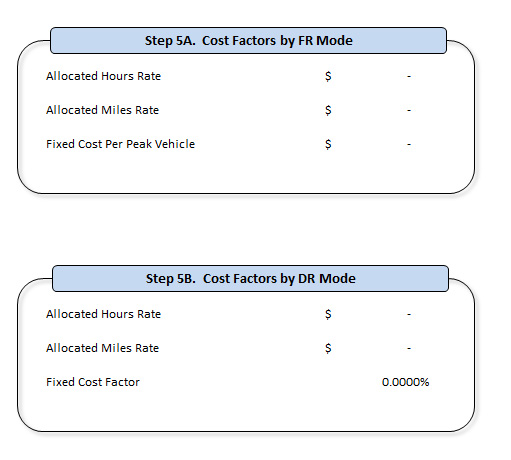 Step 5A.  Cost Factors by FR Mode
Allocated Hours Rate $ -
Allocated Miles Rate $ -
Fixed Cost Per Peak Vehicle $ -
Step 5B.  Cost Factors by DR Mode
Allocated Hours Rate $ -
Allocated Miles Rate $ -
Fixed Cost Factor 0.0000%